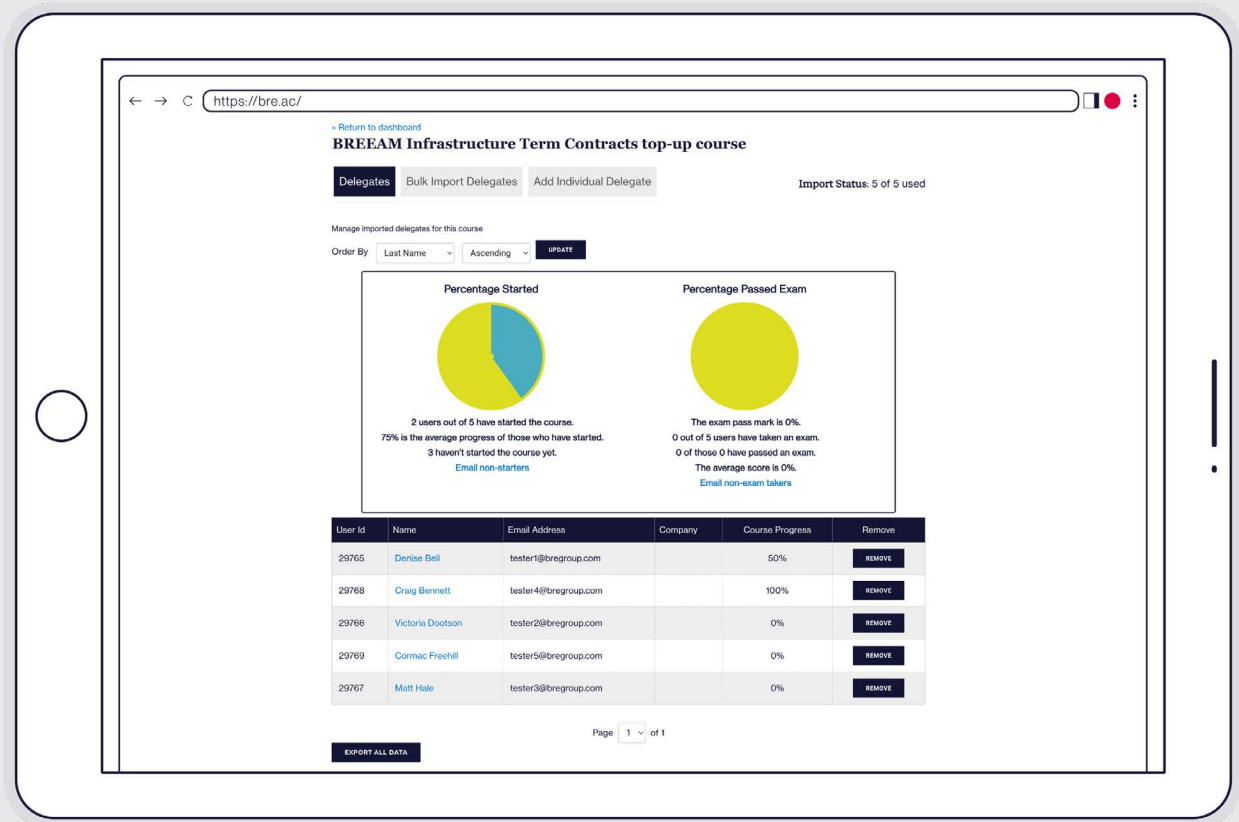 https://bre.ac/
« Return to dashboard
BREEAM Infrastructure Term Contracts top-up course
Delegates Bulk Import Delegates Add Individual Delegate Import Status: 5 of 5 used
Manage imported delegates for this course
Order By Last Name Ascending UPDATE
Percentage Started
2 users out of 5 have started the course.
75% is the average progress of those who have started.
3 haven't started the course yet.
Email non-starters
Percentage Passed Exam
The exam pass mark is 0%.
0 out of 5 users have taken an exam.
0 of those 0 have passed an exam.
The average score is 0%.
Email non-exam takers
User Id Name Email Address Company Course Progress Remove
29765 Denise Bell tester1@bregroup.com 50% REMOVE
29768 Craig Bennett tester4@bregroup.com 100% REMOVE
29766 Victoria Dootson tester2@bregroup.com 0% REMOVE
29769 Cormac Freehill tester5@bregroup.com 0% REMOVE
29767 Matt Hale tester3@bregroup.com 0% REMOVE
Page 1 of 1
EXPORT ALL DATA